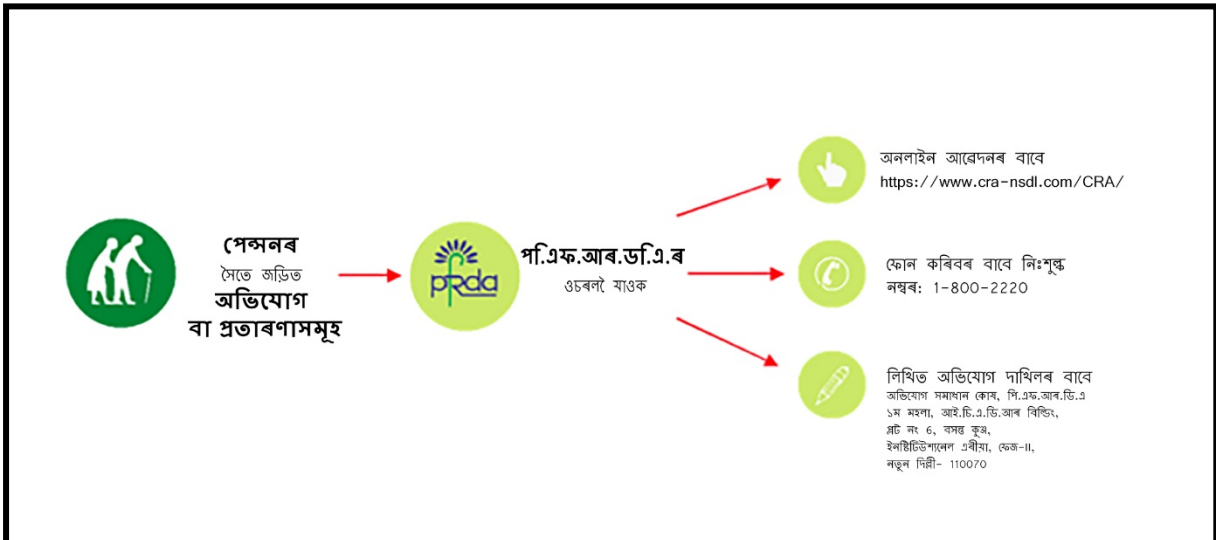 পেন্সনৰ
সৈতে জড়িত
অভিযোগ
বা প্ৰতাৰণাসমূহ
pfrda
পি.এফ.আৰ.ডি.এ.ৰ
ওচৰলৈ যাওক
অনলাইন আৱেদনৰ বাবে
https://www.cra-nsdl.com/CRA/
ফোন কৰিবৰ বাবে নিঃশুল্ক
নম্বৰ: 1-800-2220
লিখিত অভিযোগ দাখিলৰ বাবে
অভিযোগ সমাধান কোষ, পি.এফ.আৰ.ডি.এ
১ম মহলা, আই.চি.এ.ডি.আৰ বিল্ডিং,
প্লট নং 6, বসন্ত কুঞ্জ,
ইনষ্টিটিউশ্যনেল এৰীয়া, ফেজ-II,
নতুন দিল্লী- 110070